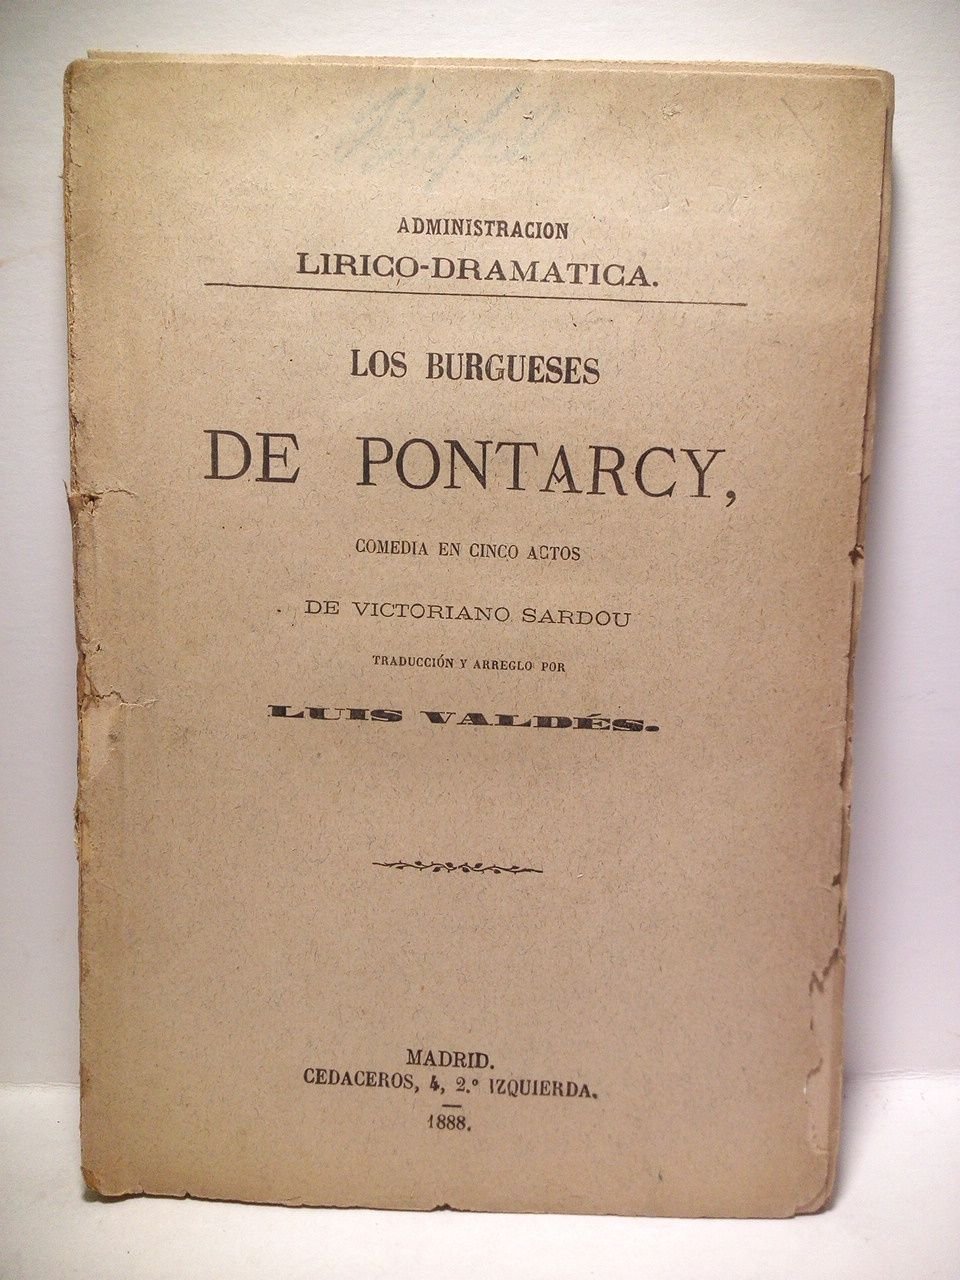 ADMINISTRACION
LIRICO-DRAMATICA.
LOS BURGUESES
DE PONTARCY,
COMEDIA EN CINCO ACTOS
DE VICTORIANO SARDOU
TRADUCCIÓN Y ARREGLO POR
LUIS VALDÉS.
MADRID.
CEDACEROS, 4, 2.º IZQUIERDA.
1888.